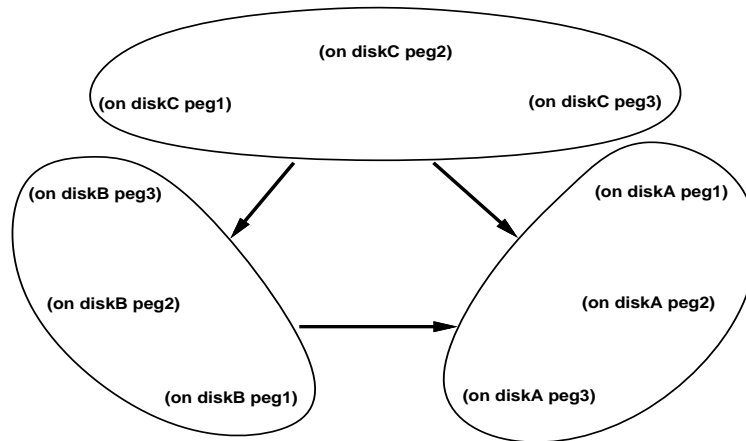 (on diskC peg2)
(on diskC peg1)
(on diskC peg3)
(on diskB peg3)
(on diskA peg1)
(on diskB peg2)
(on diskA peg2)
(on diskB peg1)
(on diskA peg3)